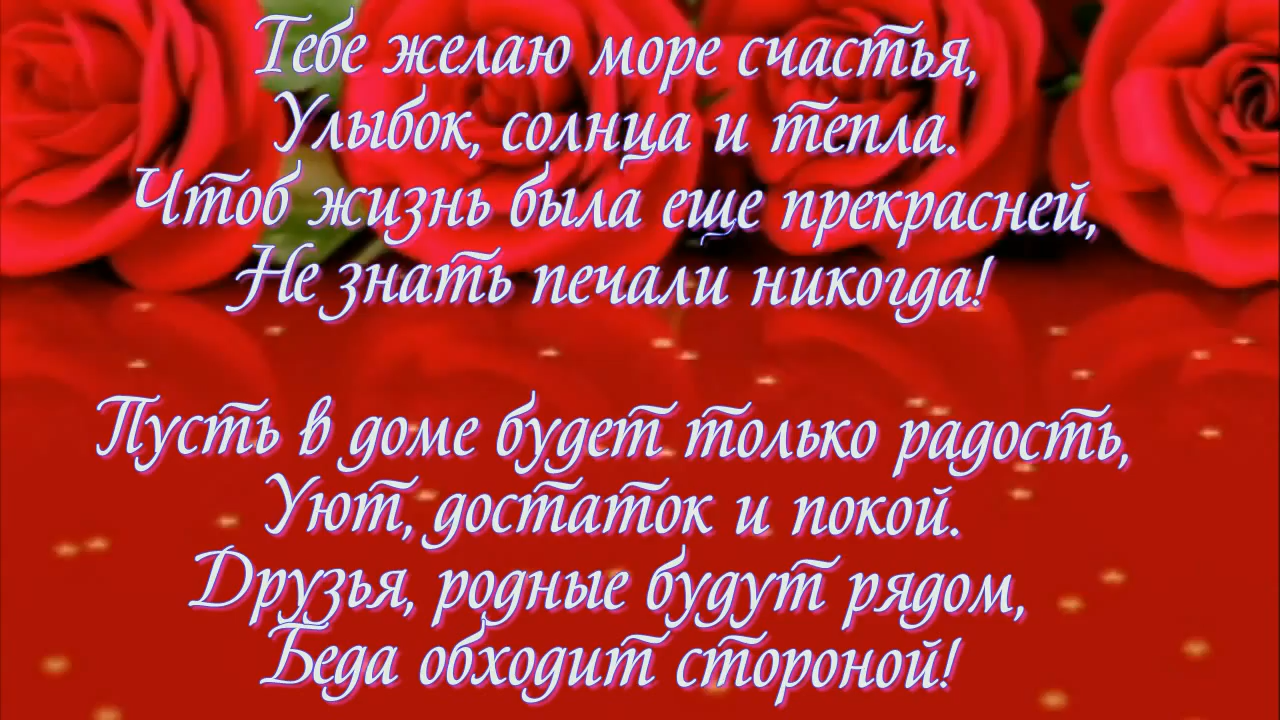 Тебе желаю море счастья,
Улыбок, солнца и тепла.
Чтоб жизнь была еще прекрасней,
Не знать печали никогда!
Пусть в доме будет только радость,
Уют, достаток и покой.
Друзья, родные будут рядом,
Беда обходит стороной!